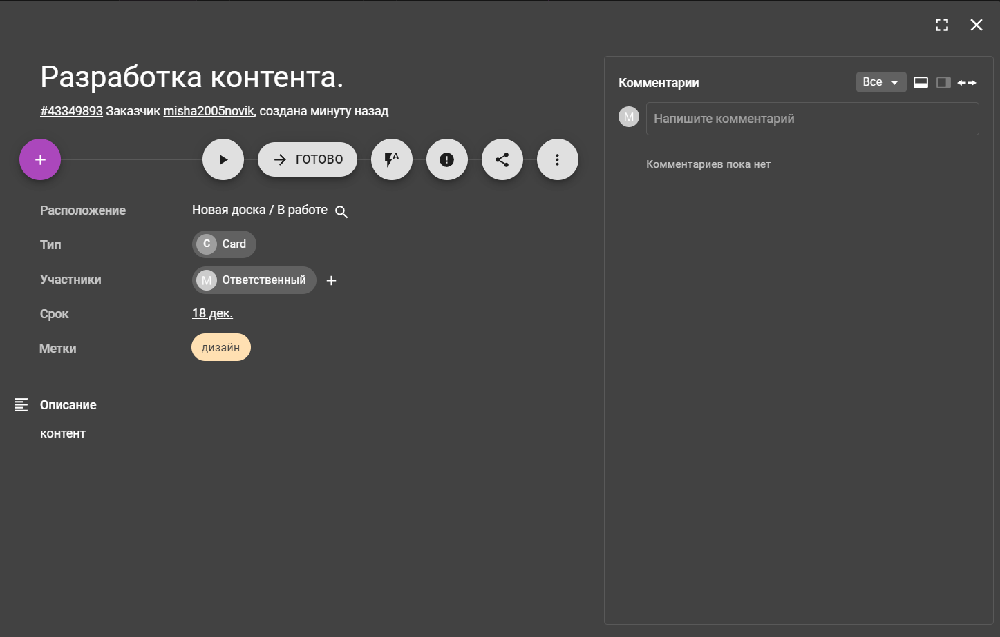 Разработка контента.
#43349893 Заказчик misha2005novik, создана минуту назад
ГОТОВО
A
Расположение
Новая доска / В работе
Тип
C Card
Участники
M Ответственный
Срок
18 дек.
Метки
дизайн
Описание
контент
Комментарии
Все
M
Напишите комментарий
Комментариев пока нет